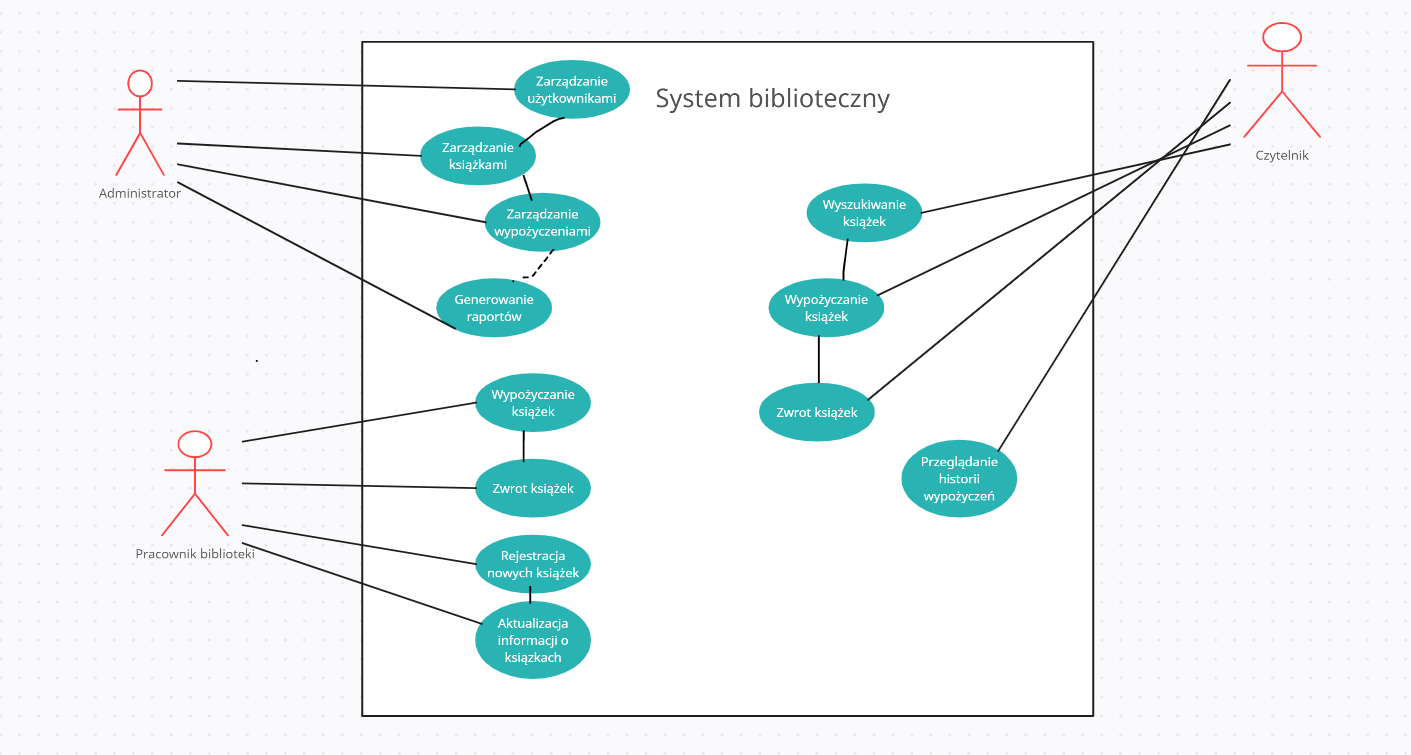 System biblioteczny
Administrator
Zarządzanie
użytkownikami
Zarządzanie
książkami
Zarządzanie
wypożyczeniami
Generowanie
raportów
Pracownik biblioteki
Wypożyczanie
książek
Zwrot książek
Rejestracja
nowych książek
Aktualizacja
informacji o
ksiązkach
Czytelnik
Wyszukiwanie
książek
Wypożyczanie
książek
Zwrot książek
Przeglądanie
historii
wypożyczeń